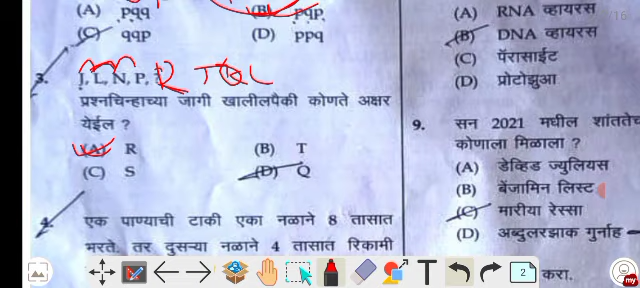 (A) pqq
(B) pqp
(C) qqp
(D) ppq
3. J, L, N, P, ?
प्रश्नचिन्हाच्या जागी खालीलपैकी कोणते अक्षर
येईल ?
(A) R
(B) T
(C) S
(D) Q
4. एक पाण्याची टाकी एका नळाने 8 तासात
भरते. तर दुसऱ्या नळाने 4 तासात रिकामी
(A) RNA व्हायरस
(B) DNA व्हायरस
(C) पॅरासाईट
(D) प्रोटोझुआ
9. सन 2021 मधील शांततेच
कोणाला मिळाला ?
(A) डेव्हिड ज्युलियस
(B) बेंजामिन लिस्ट
(C) मारीया रेस्सा
(D) अब्दुलरझाक गुर्नाह
करा.